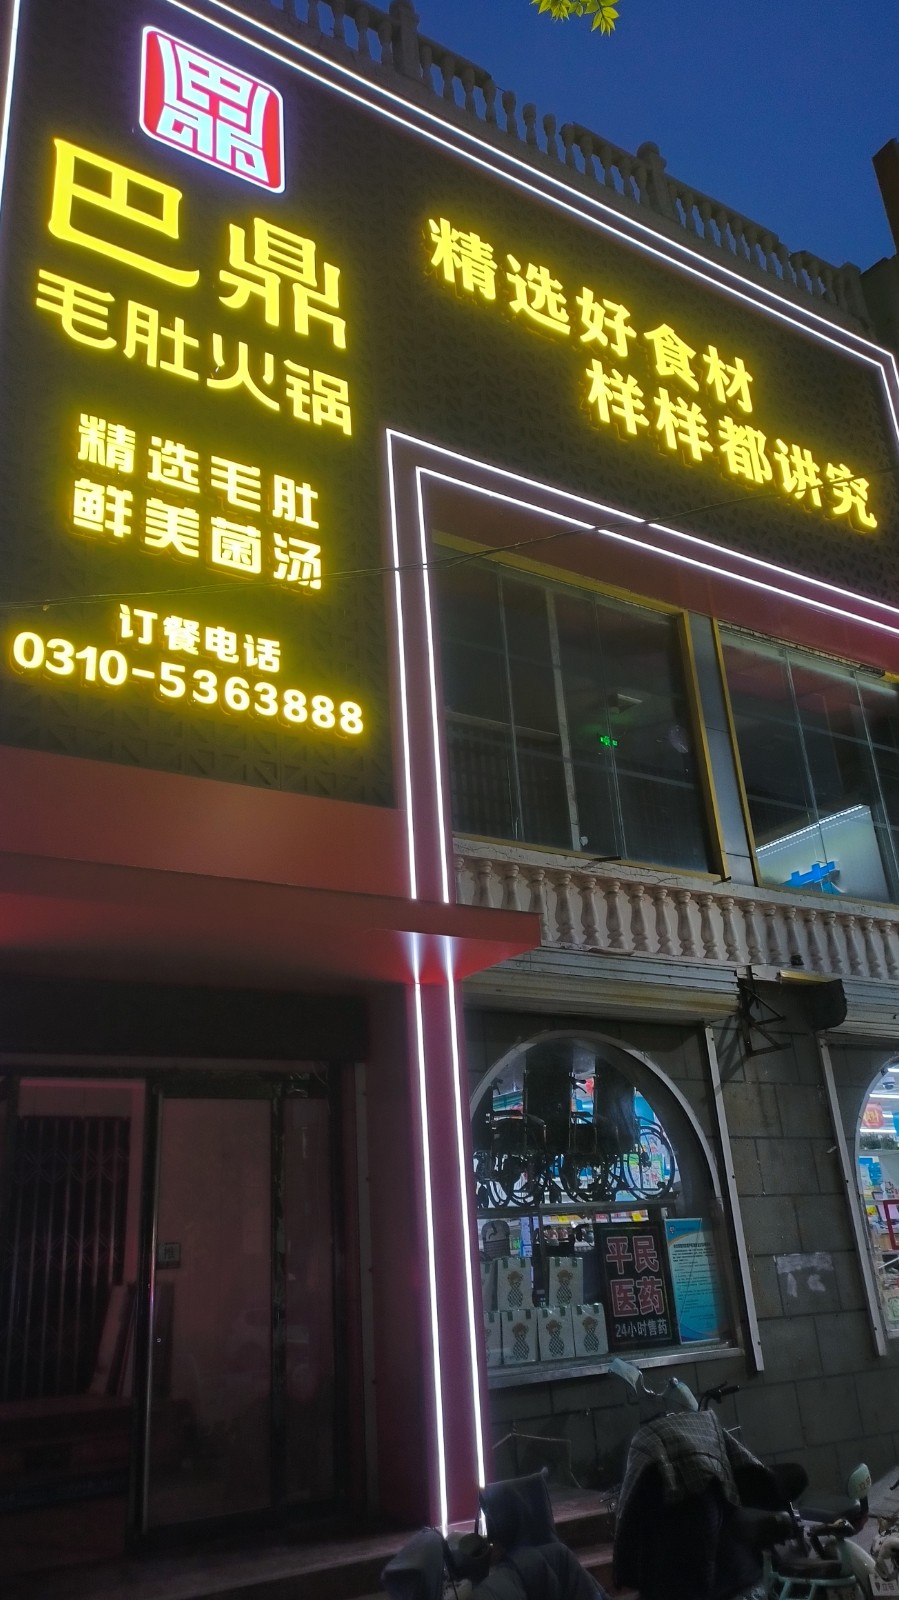 巴鼎
巴鼎
毛肚火锅
精选毛肚
鲜美菌汤
订餐电话
0310-5363888
精选好食材
样样都讲究
平民
医药
24小时售药